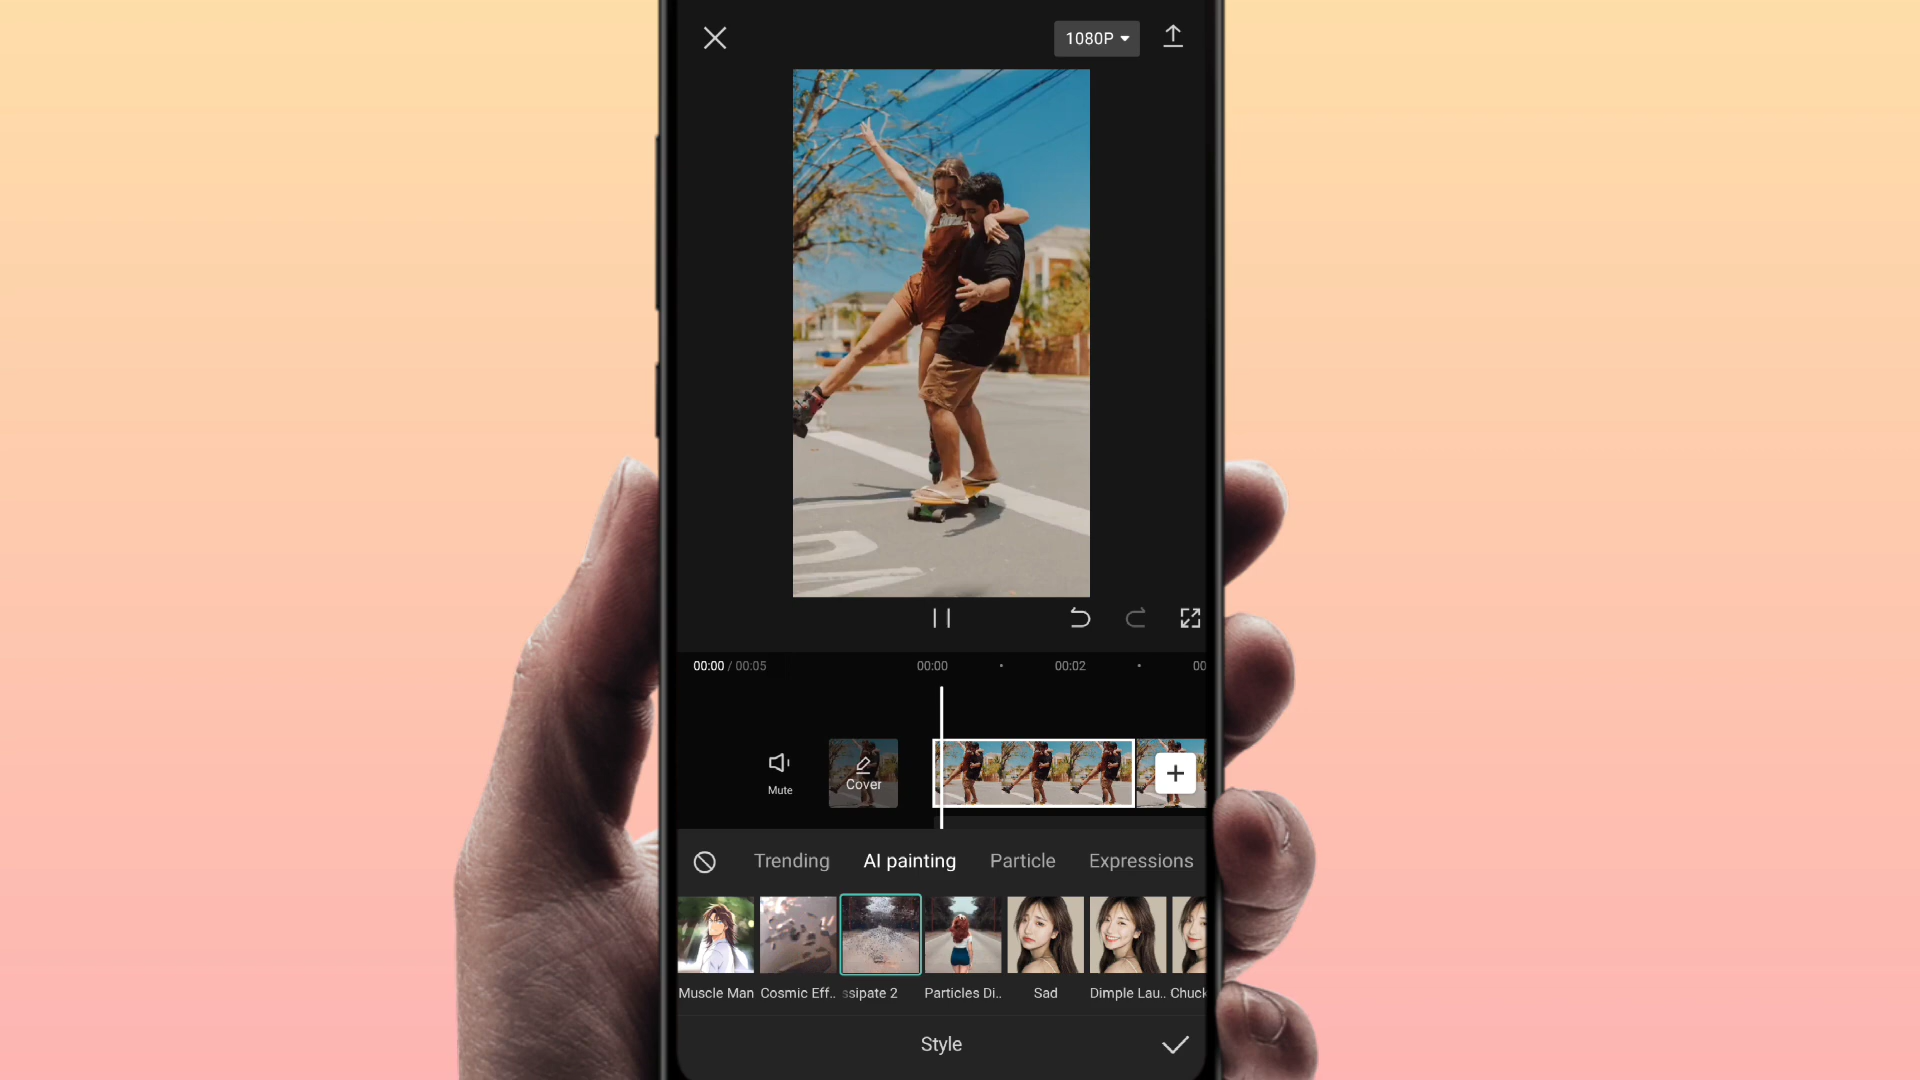 1080P
00:00 / 00:05
00:00
00:02
00
Mute
Cover
Trending
AI painting
Particle
Expressions
Muscle Man
Cosmic Eff..
ssipate 2
Particles Di..
Sad
Dimple Lau..
Chuck
Style